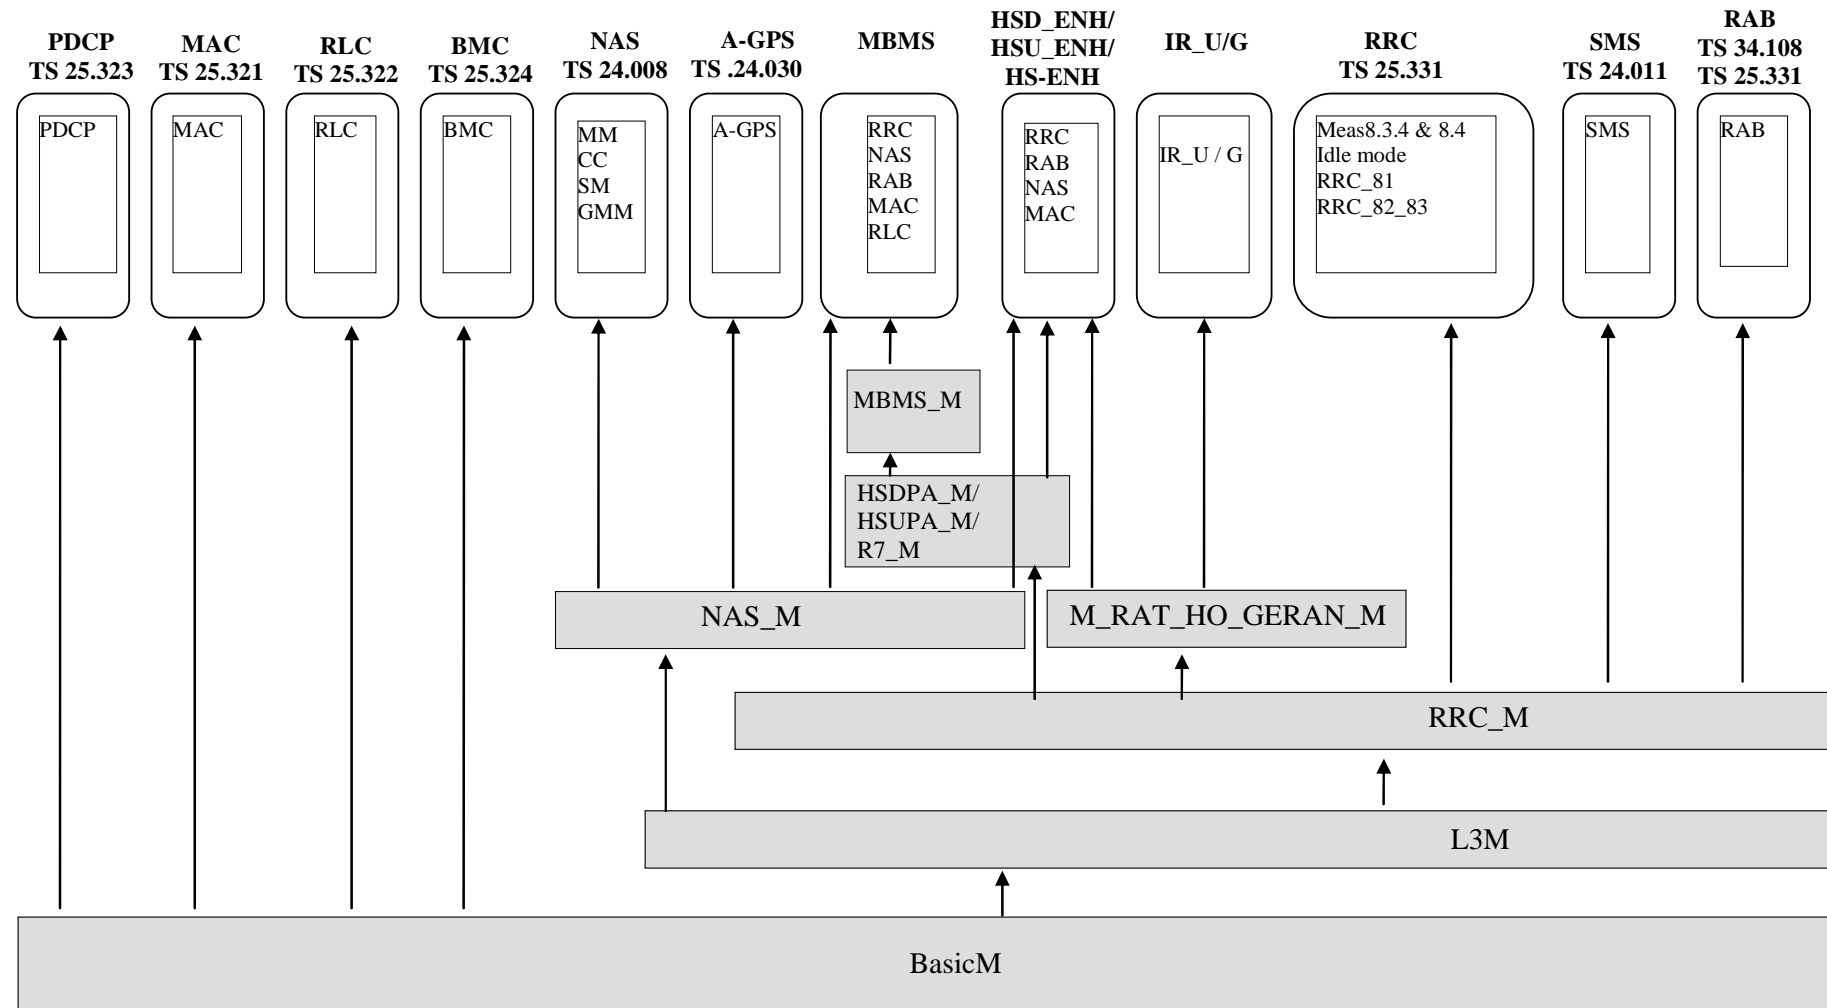 PDCP
TS 25.323
MAC
TS 25.321
RLC
TS 25.322
BMC
TS 25.324
NAS
TS 24.008
A-GPS
TS .24.030
MBMS
HSD_ENH/
HSU_ENH/
HS-ENH
IR_U/G
RRC
TS 25.331
SMS
TS 24.011
RAB
TS 34.108
TS 25.331
PDCP
MAC
RLC
BMC
MM
CC
SM
GMM
A-GPS
RRC
NAS
RAB
MAC
RLC
RRC
RAB
NAS
MAC
IR_U / G
Meas8.3.4 & 8.4
Idle mode
RRC_81
RRC_82_83
SMS
RAB
MBMS_M
HSDPA_M/
HSUPA_M/
R7_M
NAS_M
M_RAT_HO_GERAN_M
RRC_M
L3M
BasicM